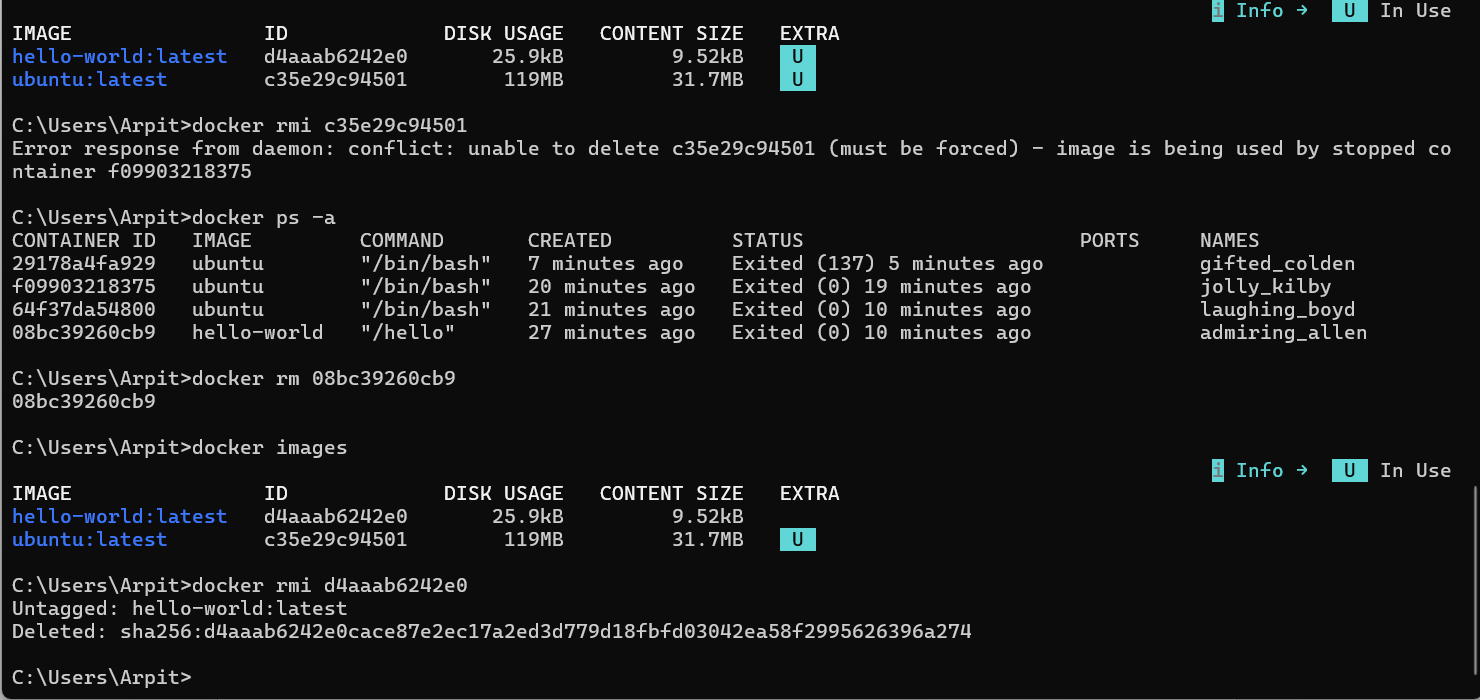 i Info → U In Use
IMAGE ID DISK USAGE CONTENT SIZE EXTRA
hello-world:latest d4aaab6242e0 25.9kB 9.52kB U
ubuntu:latest c35e29c94501 119MB 31.7MB U
C:\Users\Arpit>docker rmi c35e29c94501
Error response from daemon: conflict: unable to delete c35e29c94501 (must be forced) - image is being used by stopped co
ntainer f09903218375
C:\Users\Arpit>docker ps -a
CONTAINER ID IMAGE COMMAND CREATED STATUS PORTS NAMES
29178a4fa929 ubuntu "/bin/bash" 7 minutes ago Exited (137) 5 minutes ago gifted_colden
f09903218375 ubuntu "/bin/bash" 20 minutes ago Exited (0) 19 minutes ago jolly_kilby
64f37da54800 ubuntu "/bin/bash" 21 minutes ago Exited (0) 10 minutes ago laughing_boyd
08bc39260cb9 hello-world "/hello" 27 minutes ago Exited (0) 10 minutes ago admiring_allen
C:\Users\Arpit>docker rm 08bc39260cb9
08bc39260cb9
C:\Users\Arpit>docker images
i Info → U In Use
IMAGE ID DISK USAGE CONTENT SIZE EXTRA
hello-world:latest d4aaab6242e0 25.9kB 9.52kB
ubuntu:latest c35e29c94501 119MB 31.7MB U
C:\Users\Arpit>docker rmi d4aaab6242e0
Untagged: hello-world:latest
Deleted: sha256:d4aaab6242e0cace87e2ec17a2ed3d779d18fbfd03042ea58f2995626396a274
C:\Users\Arpit>